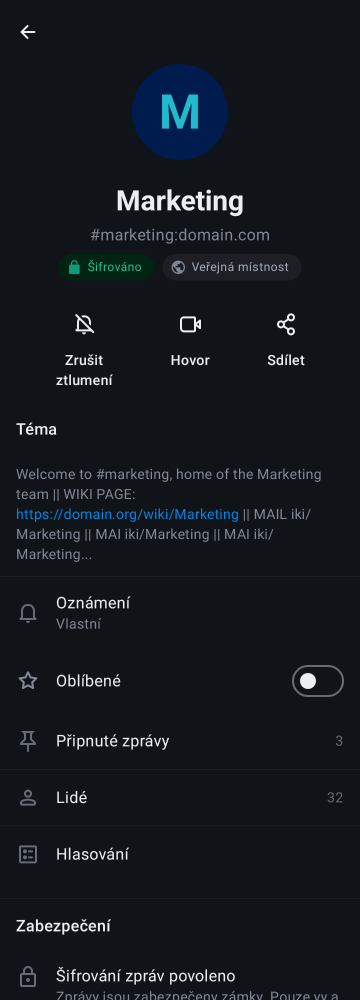 M
Marketing
#marketing:domain.com
Šifrováno
Veřejná místnost
Zrušit
ztlumení
Hovor
Sdílet
Téma
Welcome to #marketing, home of the Marketing
team || WIKI PAGE:
https://domain.org/wiki/Marketing || MAIL iki/
Marketing || MAI iki/Marketing || MAI iki/
Marketing...
Oznámení
Vlastní
Oblíbené
Připnuté zprávy 3
Lidé 32
Hlasování
Zabezpečení
Šifrování zpráv povoleno
Zprávy jsou zabezpečeny zámky. Pouze vy a